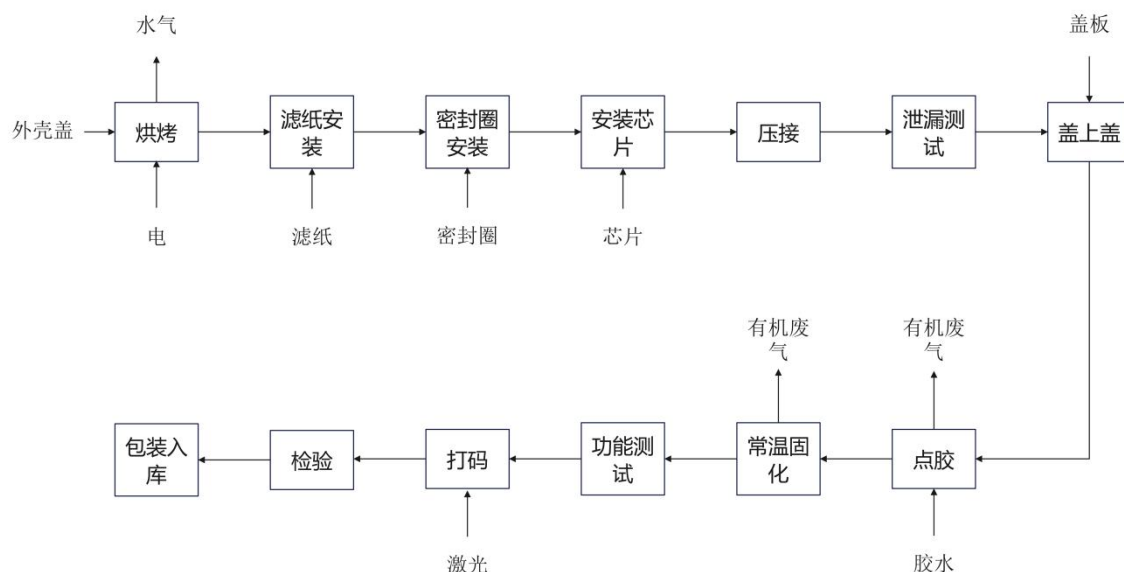 水气
盖板
外壳盖
烘烤
滤纸安
装
密封圈
安装
安装芯
片
压接
泄漏测
试
盖上盖
电
滤纸
密封圈
芯片
有机废
气
有机废
气
包装入
库
检验
打码
功能测
试
常温固
化
点胶
激光
胶水